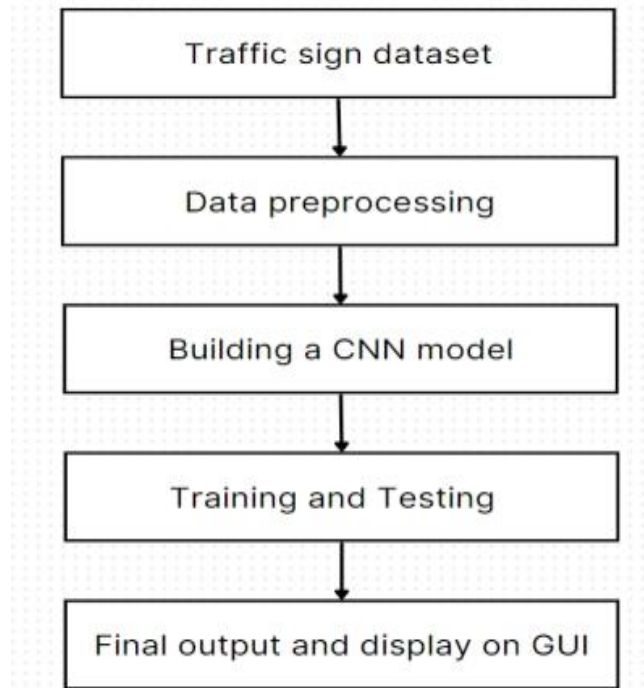 Traffic sign dataset
Data preprocessing
Building a CNN model
Training and Testing
Final output and display on GUI